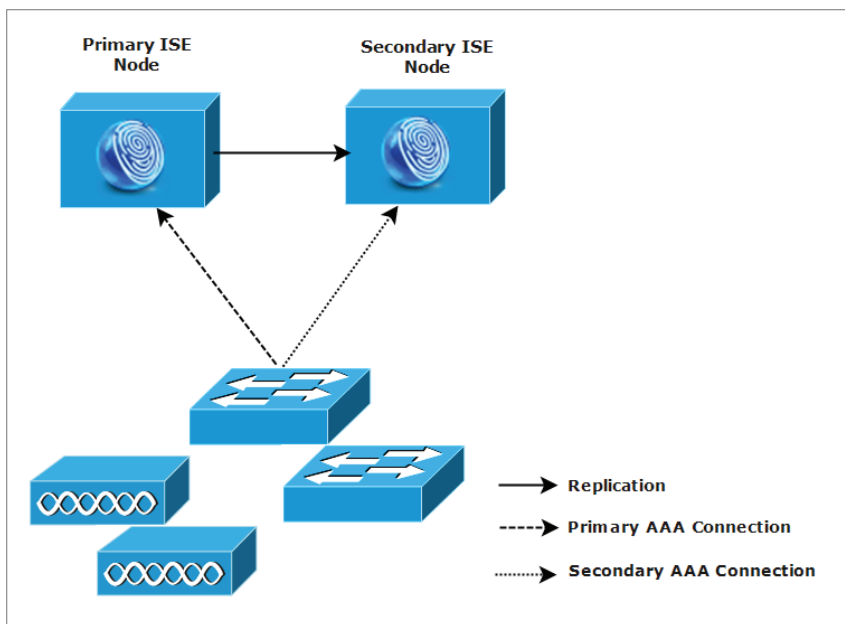 Primary ISE
Node
Secondary ISE
Node
Replication
Primary AAA Connection
Secondary AAA Connection